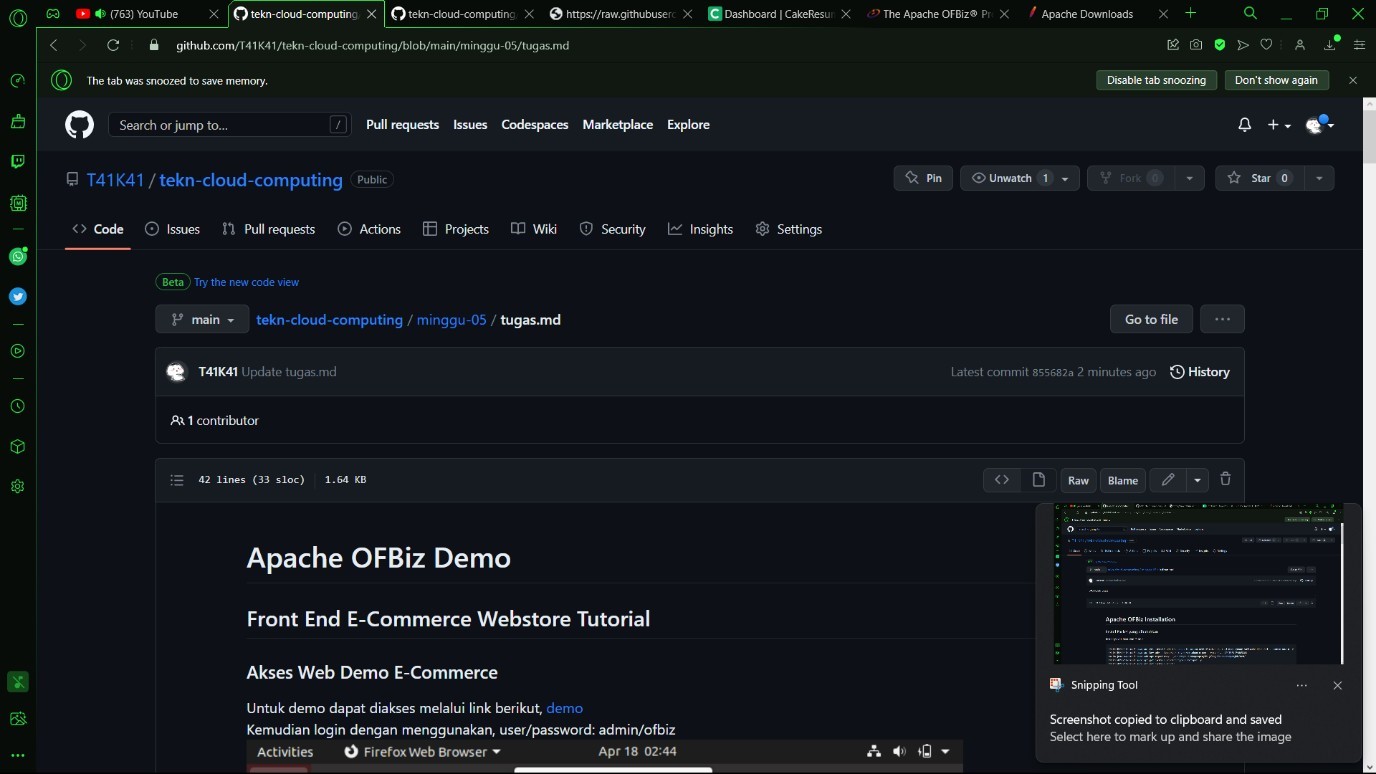 (763) YouTube
tekn-cloud-computing
tekn-cloud-computing
https://raw.githubuserc
Dashboard | CakeResum
The Apache OFBiz® Pr
Apache Downloads
github.com/T41K41/tekn-cloud-computing/blob/main/minggu-05/tugas.md
The tab was snoozed to save memory.
Disable tab snoozing
Don't show again
Search or jump to...
/
Pull requests
Issues
Codespaces
Marketplace
Explore
T41K41 / tekn-cloud-computing Public
Pin
Unwatch 1
Fork 0
Star 0
Code
Issues
Pull requests
Actions
Projects
Wiki
Security
Insights
Settings
Beta Try the new code view
main
tekn-cloud-computing / minggu-05 / tugas.md
Go to file
T41K41 Update tugas.md
Latest commit 855682a 2 minutes ago
History
1 contributor
42 lines (33 sloc)
1.64 KB
Raw
Blame
Apache OFBiz Demo
Front End E-Commerce Webstore Tutorial
Akses Web Demo E-Commerce
Untuk demo dapat diakses melalui link berikut, demo
Kemudian login dengan menggunakan, user/password: admin/ofbiz
Activities
Firefox Web Browser
Apr 18 02:44
Apache OFBiz Installation
Snipping Tool
Screenshot copied to clipboard and saved
Select here to mark up and share the image